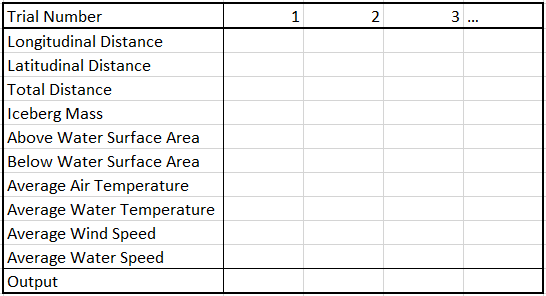 Trial Number 1 2 3 ...
Longitudinal Distance
Latitudinal Distance
Total Distance
Iceberg Mass
Above Water Surface Area
Below Water Surface Area
Average Air Temperature
Average Water Temperature
Average Wind Speed
Average Water Speed
Output